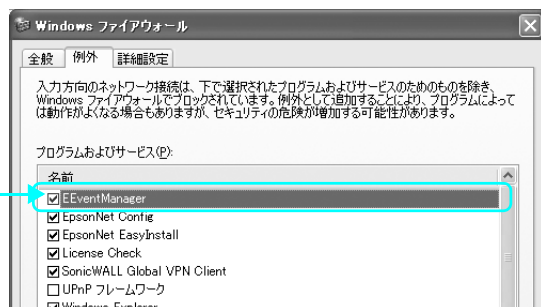 Windows ファイアウォール
全般 例外 詳細設定
入力方向のネットワーク接続は、下で選択されたプログラムおよびサービスのためのものを除き、
Windows ファイアウォールでブロックされています。例外として追加することにより、プログラムによって
は動作がよくなる場合もありますが、セキュリティの危険が増加する可能性があります。
プログラムおよびサービス(P):
名前
EEventManager
EpsonNet Config
EpsonNet EasyInstall
License Check
SonicWALL Global VPN Client
UPnP フレームワーク
Windows Explorer